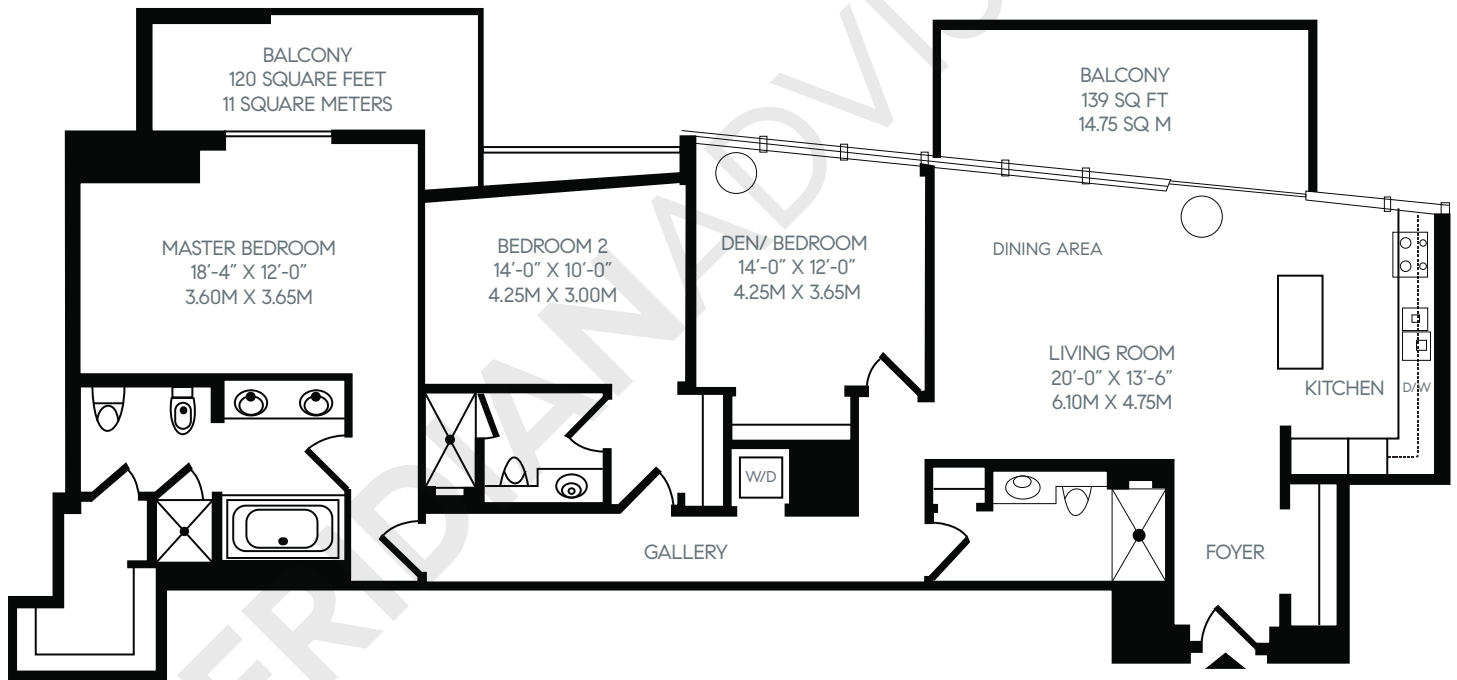 BALCONY
120 SQUARE FEET
11 SQUARE METERS
BALCONY
139 SQ FT
14.75 SQ M
MASTER BEDROOM
18'-4" X 12'-0"
3.60M X 3.65M
BEDROOM 2
14'-0" X 10'-0"
4.25M X 3.00M
DEN/ BEDROOM
14'-0" X 12'-0"
4.25M X 3.65M
DINING AREA
LIVING ROOM
20'-0" X 13'-6"
6.10M X 4.75M
KITCHEN
D/W
W/D
GALLERY
FOYER